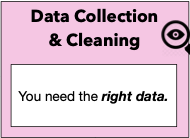 Data Collection
& Cleaning
You need the right data.